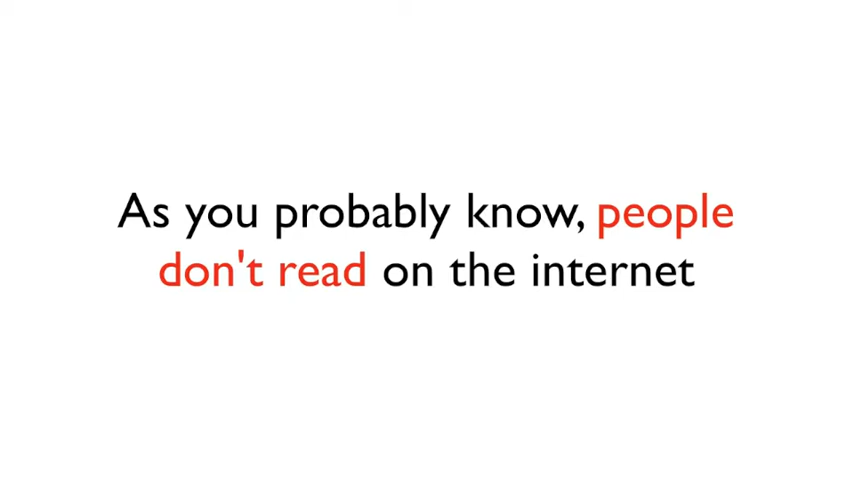 As you probably know, people
don't read on the internet